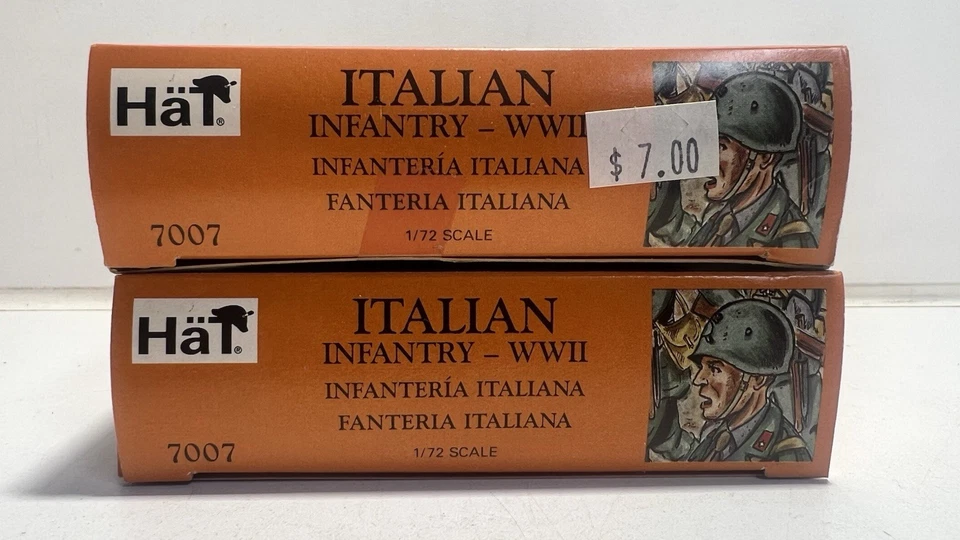 HäT®
ITALIAN
INFANTRY – WWII
INFANTERÍA ITALIANA
FANTERIA ITALIANA
1/72 SCALE
7007
$ 7.00
HäT®
ITALIAN
INFANTRY – WWII
INFANTERÍA ITALIANA
FANTERIA ITALIANA
1/72 SCALE
7007